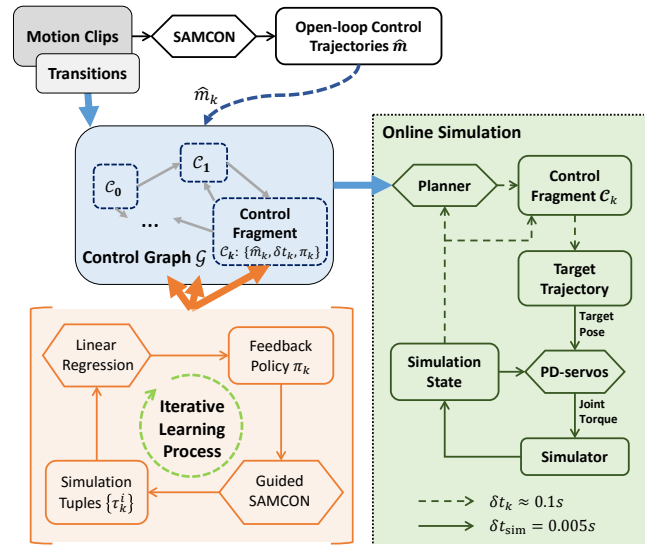 Motion Clips
Transitions
SAMCON
Open-loop Control
Trajectories m̂
m̂ₖ
𝒞₀
𝒞₁
...
Control
Fragment
𝒞ₖ: {m̂ₖ, δtₖ, πₖ}
Control Graph 𝒢
Linear
Regression
Feedback
Policy πₖ
Iterative
Learning
Process
Simulation
Tuples {τₖⁱ}
Guided
SAMCON
Online Simulation
Planner
Control
Fragment 𝒞ₖ
Target
Trajectory
Target
Pose
Simulation
State
PD-servos
Joint
Torque
Simulator
δtₖ ≈ 0.1s
δt_sim = 0.005s